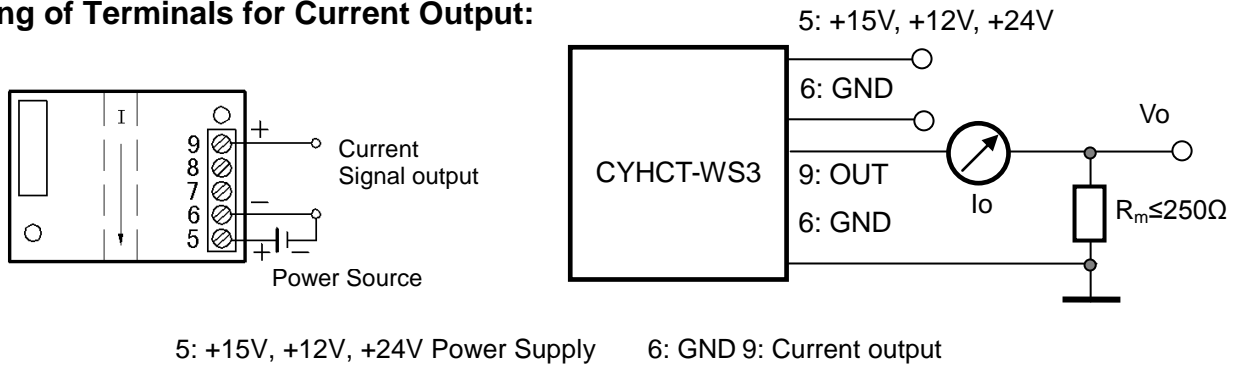 ng of Terminals for Current Output:
I
9
8
7
6
5
+
−
+
−
Current
Signal output
Power Source
5: +15V, +12V, +24V
6: GND
CYHCT-WS3
9: OUT
6: GND
Io
Vo
Rm≤250Ω
5: +15V, +12V, +24V Power Supply 6: GND 9: Current output